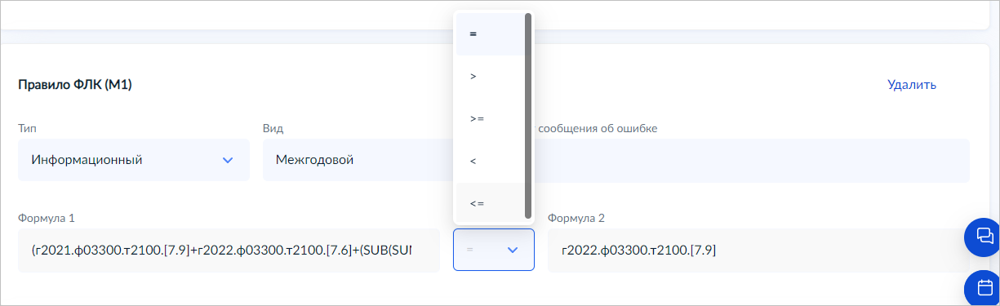 =
>
>=
<
<=
Правило ФЛК (М1)
Удалить
Тип
Вид
сообщения об ошибке
Информационный
Межгодовой
Формула 1
Формула 2
(г2021.ф03300.т2100.[7.9]+г2022.ф03300.т2100.[7.6]+(SUB(SUM
=
г2022.ф03300.т2100.[7.9]